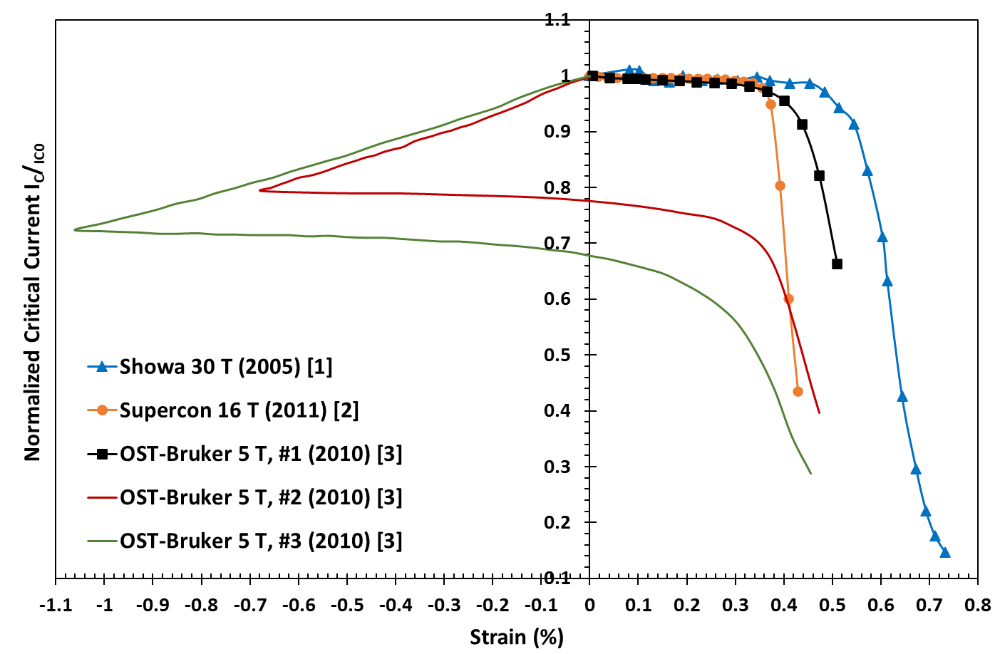 1.1
1
0.9
0.8
0.7
0.6
0.5
0.4
0.3
0.2
0.1
Normalized Critical Current IC/IC0
Showa 30 T (2005) [1]
Supercon 16 T (2011) [2]
OST-Bruker 5 T, #1 (2010) [3]
OST-Bruker 5 T, #2 (2010) [3]
OST-Bruker 5 T, #3 (2010) [3]
-1.1 -1 -0.9 -0.8 -0.7 -0.6 -0.5 -0.4 -0.3 -0.2 -0.1 0 0.1 0.2 0.3 0.4 0.5 0.6 0.7 0.8
Strain (%)